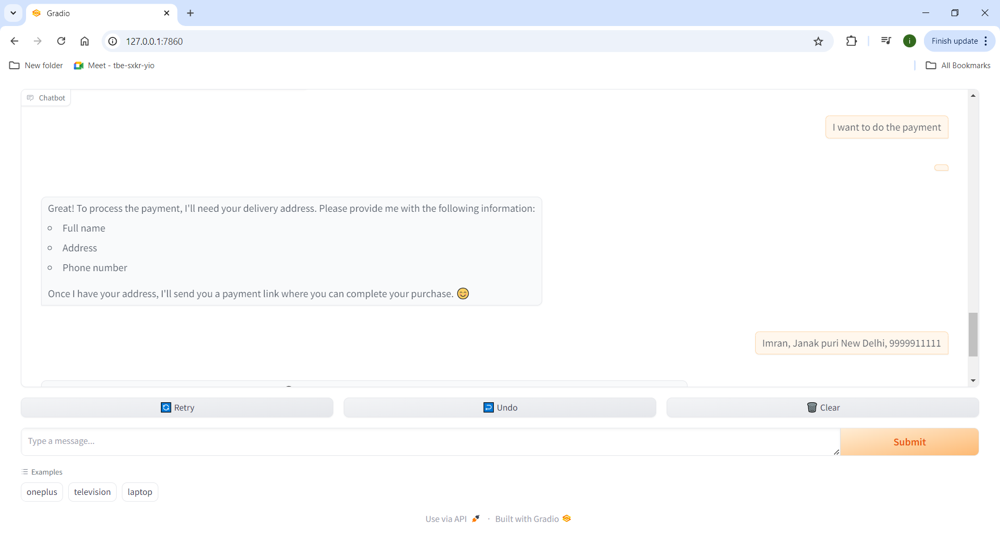 Gradio
127.0.0.1:7860
i
Finish update
New folder
Meet - tbe-sxkr-yio
All Bookmarks
Chatbot
I want to do the payment
Great! To process the payment, I'll need your delivery address. Please provide me with the following information:
Full name
Address
Phone number
Once I have your address, I'll send you a payment link where you can complete your purchase. 😊
Imran, Janak puri New Delhi, 9999911111
Retry
Undo
Clear
Type a message...
Submit
Examples
oneplus
television
laptop
Use via API
·
Built with Gradio